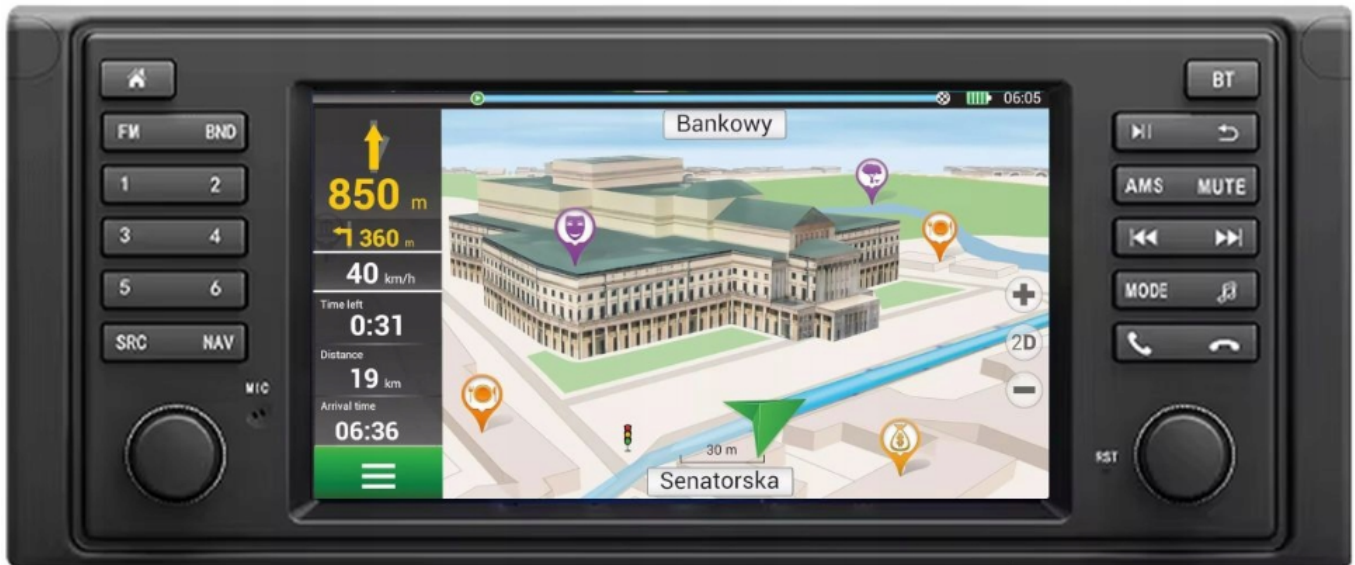 BT
FM BND
1 2
3 4
5 6
SRC NAV
MIC
06:05
850 m
360 m
40 km/h
Time left
0:31
Distance
19 km
Arrival time
06:36
Bankowy
2D
30 m
Senatorska
AMS MUTE
MODE
RST